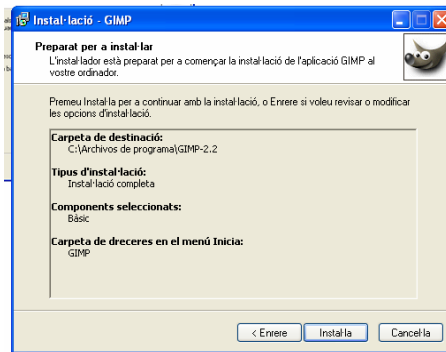 Instal·lació - GIMP
Preparat per a instal·lar
L'instal·lador està preparat per a començar la instal·lació de l'aplicació GIMP al
vostre ordinador.
Premeu Instal·la per a continuar amb la instal·lació, o Enrere si voleu revisar o modificar
les opcions d'instal·lació.
Carpeta de destinació:
C:\Archivos de programa\GIMP-2.2
Tipus d'instal·lació:
Instal·lació completa
Components seleccionats:
Bàsic
Carpeta de dreceres en el menú Inicia:
GIMP
< Enrere
Instal·la
Cancel·la